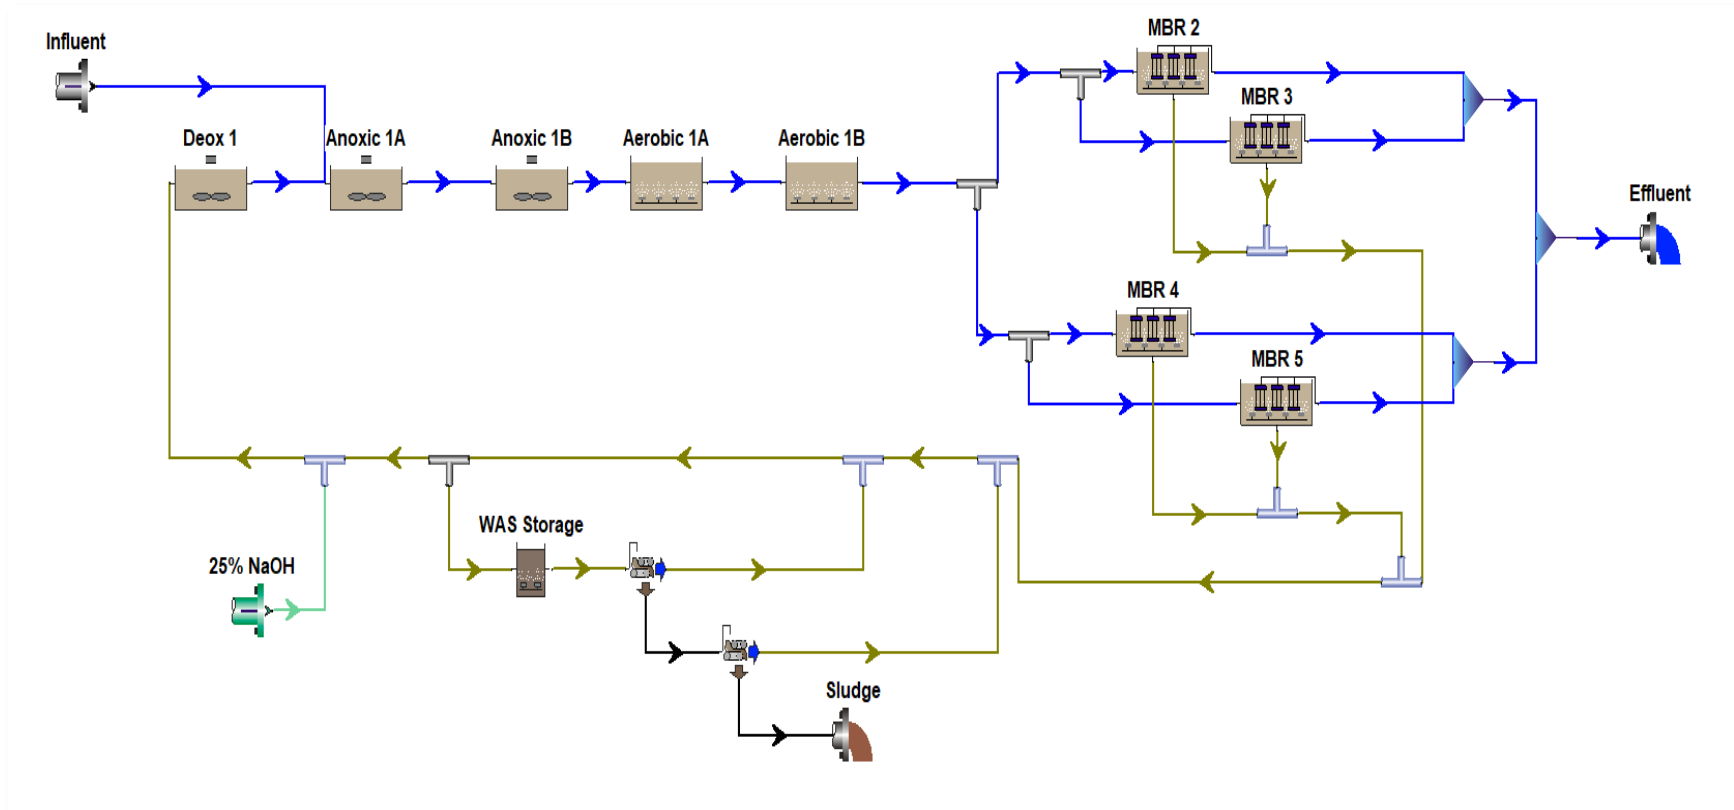 Influent
Deox 1
Anoxic 1A
Anoxic 1B
Aerobic 1A
Aerobic 1B
MBR 2
MBR 3
Effluent
MBR 4
MBR 5
WAS Storage
25% NaOH
Sludge